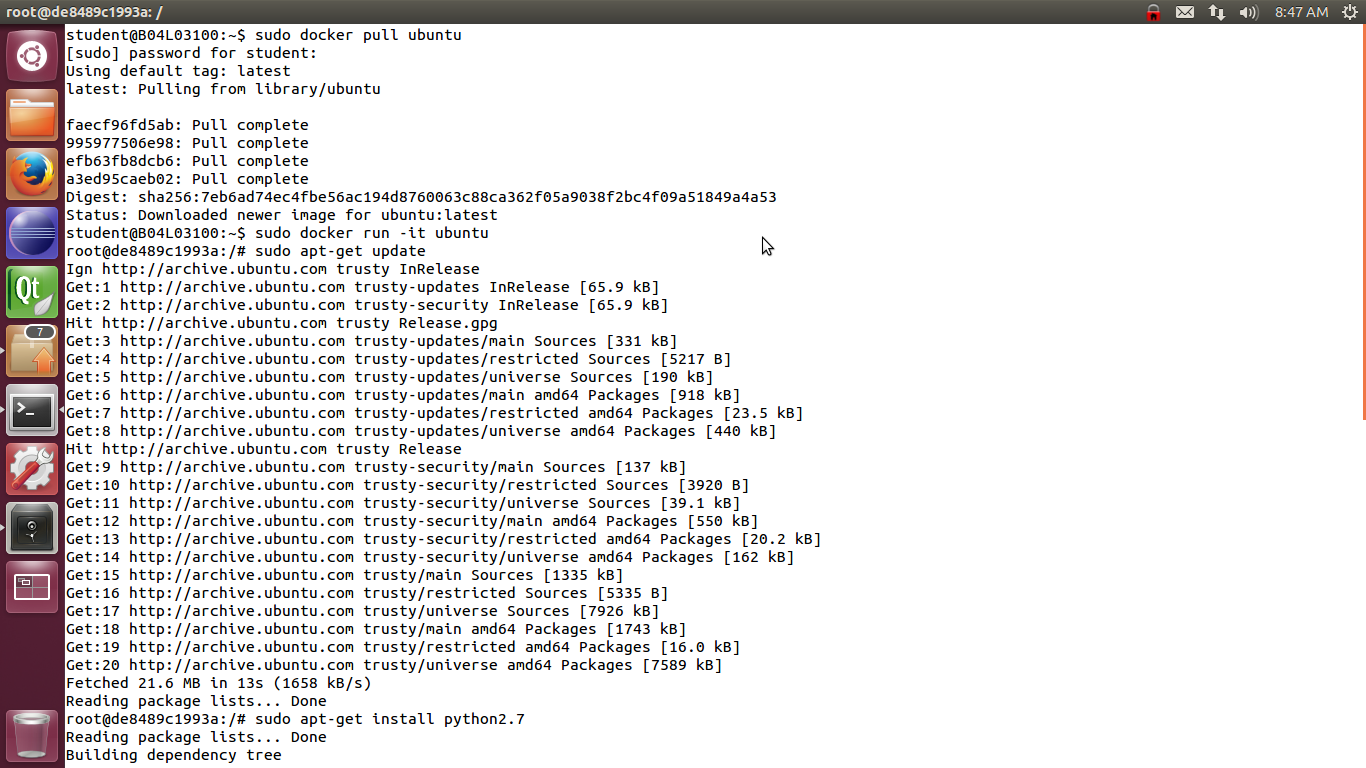 root@de8489c1993a: /
8:47 AM
student@B04L03100:~$ sudo docker pull ubuntu
[sudo] password for student:
Using default tag: latest
latest: Pulling from library/ubuntu
faecf96fd5ab: Pull complete
995977506e98: Pull complete
efb63fb8dcb6: Pull complete
a3ed95caeb02: Pull complete
Digest: sha256:7eb6ad74ec4fbe56ac194d8760063c88ca362f05a9038f2bc4f09a51849a4a53
Status: Downloaded newer image for ubuntu:latest
student@B04L03100:~$ sudo docker run -it ubuntu
root@de8489c1993a:/# sudo apt-get update
Ign http://archive.ubuntu.com trusty InRelease
Get:1 http://archive.ubuntu.com trusty-updates InRelease [65.9 kB]
Get:2 http://archive.ubuntu.com trusty-security InRelease [65.9 kB]
Hit http://archive.ubuntu.com trusty Release.gpg
Get:3 http://archive.ubuntu.com trusty-updates/main Sources [331 kB]
Get:4 http://archive.ubuntu.com trusty-updates/restricted Sources [5217 B]
Get:5 http://archive.ubuntu.com trusty-updates/universe Sources [190 kB]
Get:6 http://archive.ubuntu.com trusty-updates/main amd64 Packages [918 kB]
Get:7 http://archive.ubuntu.com trusty-updates/restricted amd64 Packages [23.5 kB]
Get:8 http://archive.ubuntu.com trusty-updates/universe amd64 Packages [440 kB]
Hit http://archive.ubuntu.com trusty Release
Get:9 http://archive.ubuntu.com trusty-security/main Sources [137 kB]
Get:10 http://archive.ubuntu.com trusty-security/restricted Sources [3920 B]
Get:11 http://archive.ubuntu.com trusty-security/universe Sources [39.1 kB]
Get:12 http://archive.ubuntu.com trusty-security/main amd64 Packages [550 kB]
Get:13 http://archive.ubuntu.com trusty-security/restricted amd64 Packages [20.2 kB]
Get:14 http://archive.ubuntu.com trusty-security/universe amd64 Packages [162 kB]
Get:15 http://archive.ubuntu.com trusty/main Sources [1335 kB]
Get:16 http://archive.ubuntu.com trusty/restricted Sources [5335 B]
Get:17 http://archive.ubuntu.com trusty/universe Sources [7926 kB]
Get:18 http://archive.ubuntu.com trusty/main amd64 Packages [1743 kB]
Get:19 http://archive.ubuntu.com trusty/restricted amd64 Packages [16.0 kB]
Get:20 http://archive.ubuntu.com trusty/universe amd64 Packages [7589 kB]
Fetched 21.6 MB in 13s (1658 kB/s)
Reading package lists... Done
root@de8489c1993a:/# sudo apt-get install python2.7
Reading package lists... Done
Building dependency tree
Qt
7
>_